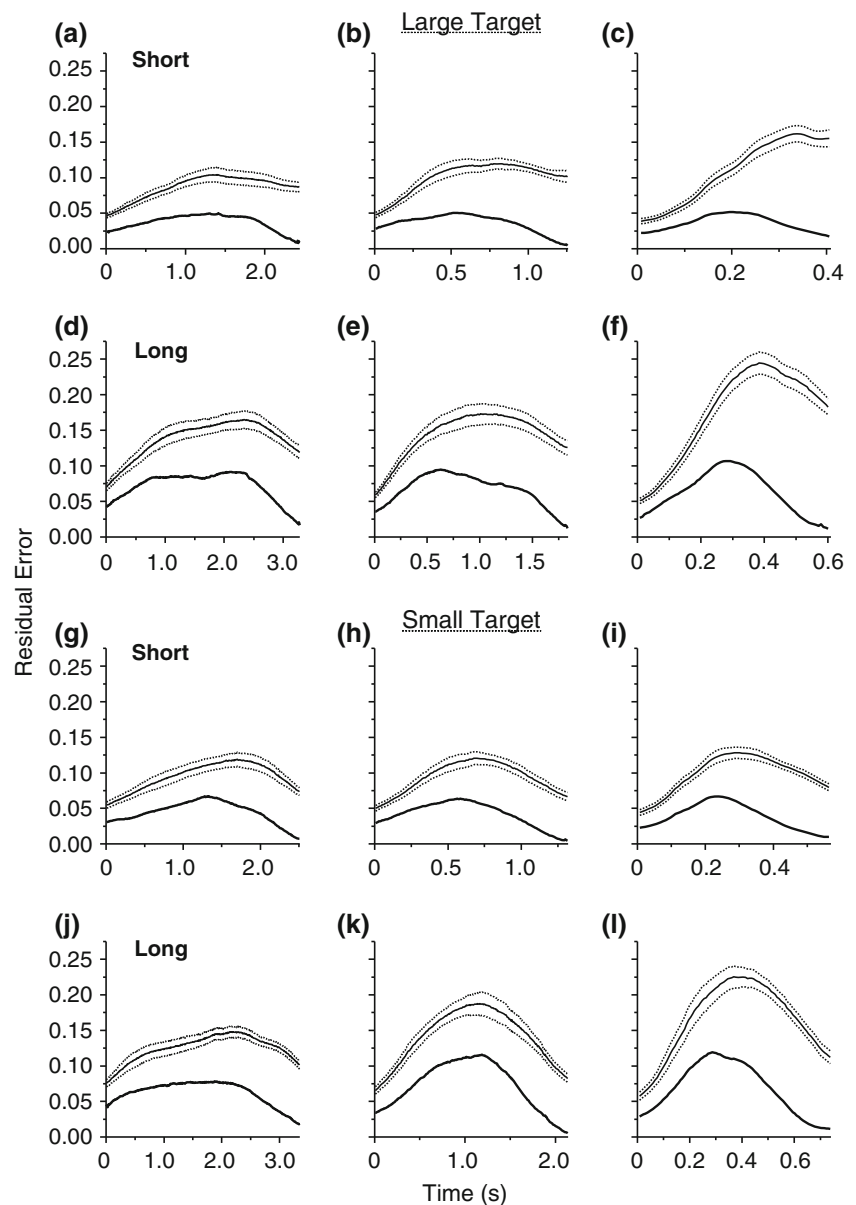 (a) (b) Large Target (c)
0.25 Short
0.20
0.15
0.10
0.05
0.00
0 1.0 2.0 0 0.5 1.0 0 0.2 0.4
(d) (e) (f)
0.25 Long
0.20
0.15
0.10
0.05
0.00
0 1.0 2.0 3.0 0 0.5 1.0 1.5 0 0.2 0.4 0.6
Residual Error
(g) (h) Small Target (i)
0.25 Short
0.20
0.15
0.10
0.05
0.00
0 1.0 2.0 0 0.5 1.0 0 0.2 0.4
(j) (k) (l)
0.25 Long
0.20
0.15
0.10
0.05
0.00
0 1.0 2.0 3.0 0 1.0 2.0 0 0.2 0.4 0.6
Time (s)